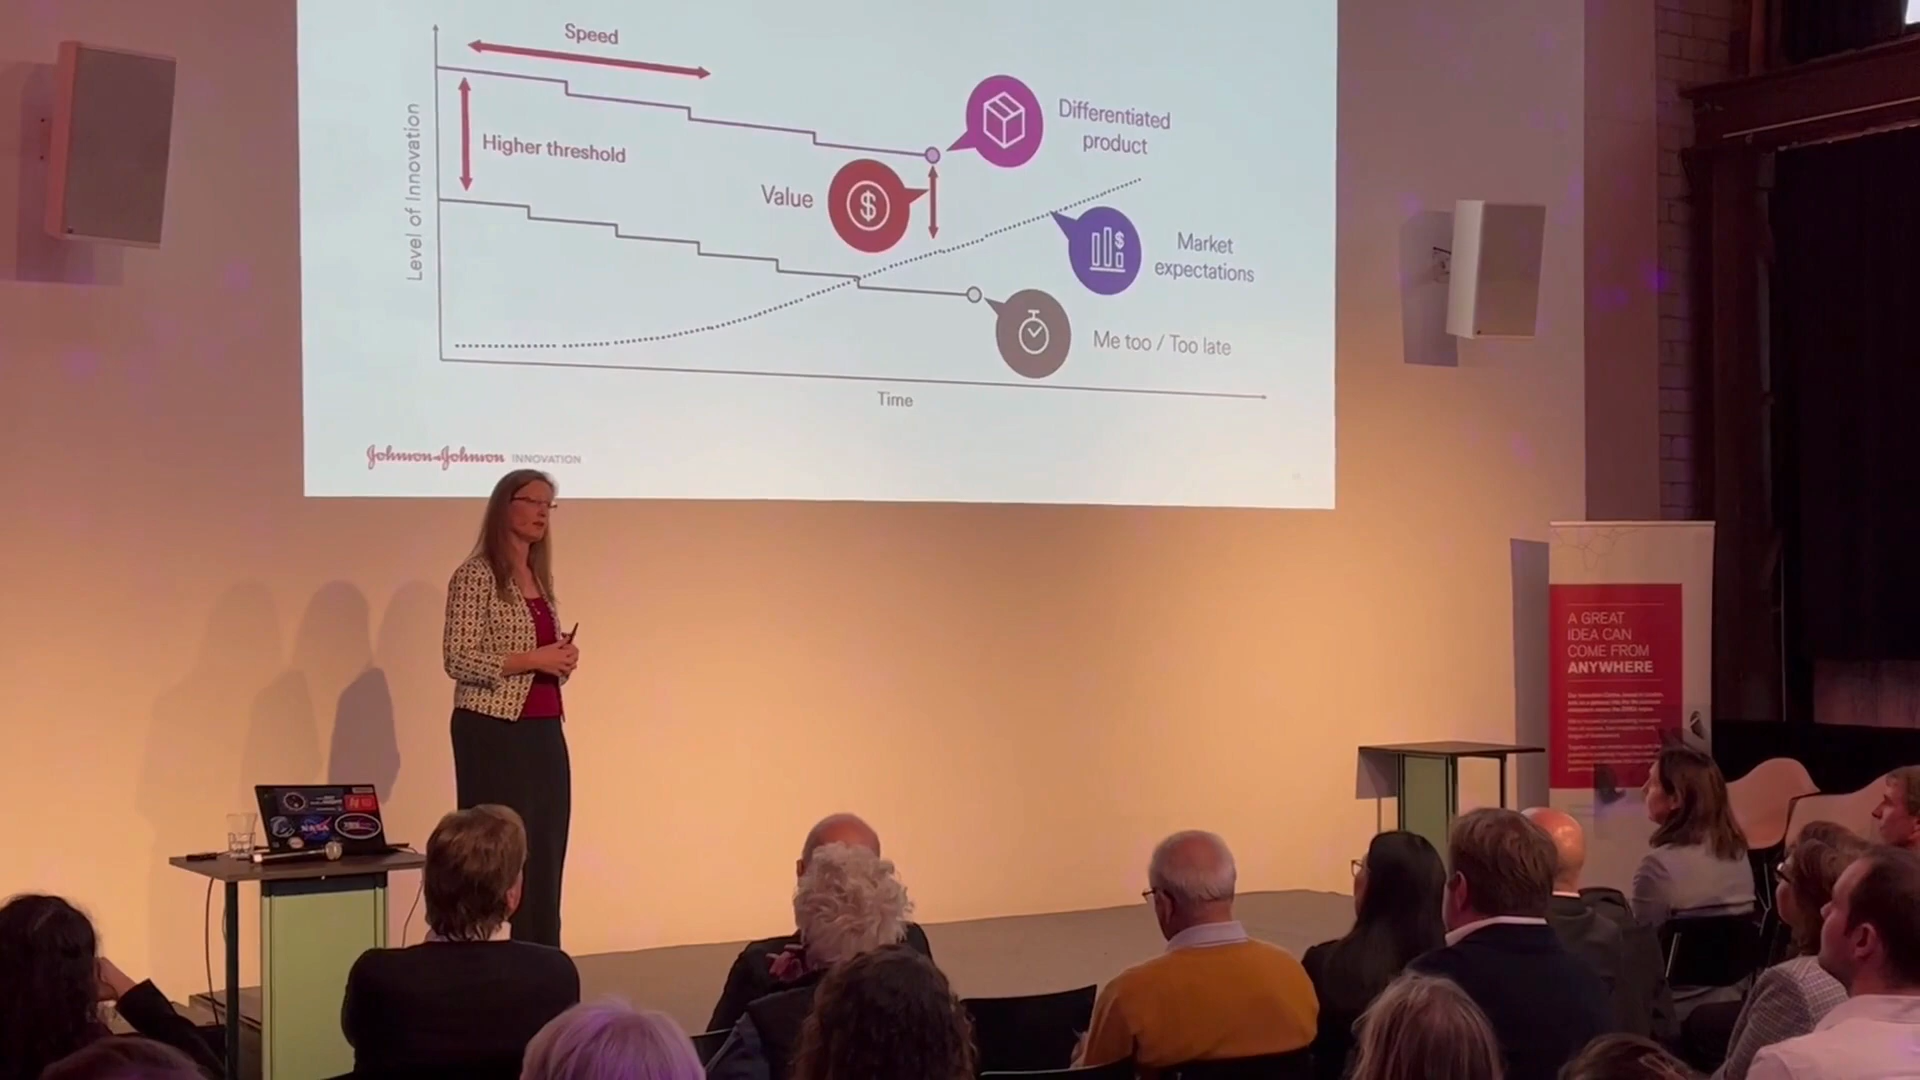 Speed
Level of Innovation
Higher threshold
Differentiated
product
Value
$
$
Market
expectations
Me too / Too late
Time
Johnson & Johnson INNOVATION
A GREAT
IDEA CAN
COME FROM
ANYWHERE
NASA